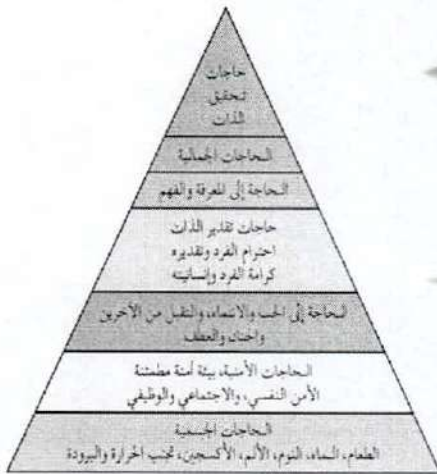 حاجات
تحقيق
الذات
الحاجات الجمالية
الحاجة إلى المعرفة والفهم
حاجات تقدير الذات
احترام الفرد وتقديره
كرامة الفرد وإنسانيته
الحاجة إلى الحب والانتماء، والتقبل من الآخرين
والعطف
الحاجات الأمنية، بيئة آمنة مطمئنة
الأمن النفسي، والاجتماعي والوظيفي
الحاجات الجسمية
الطعام، الماء، النوم، الألم، الأكسجين، تجنب الحرارة والبرودة